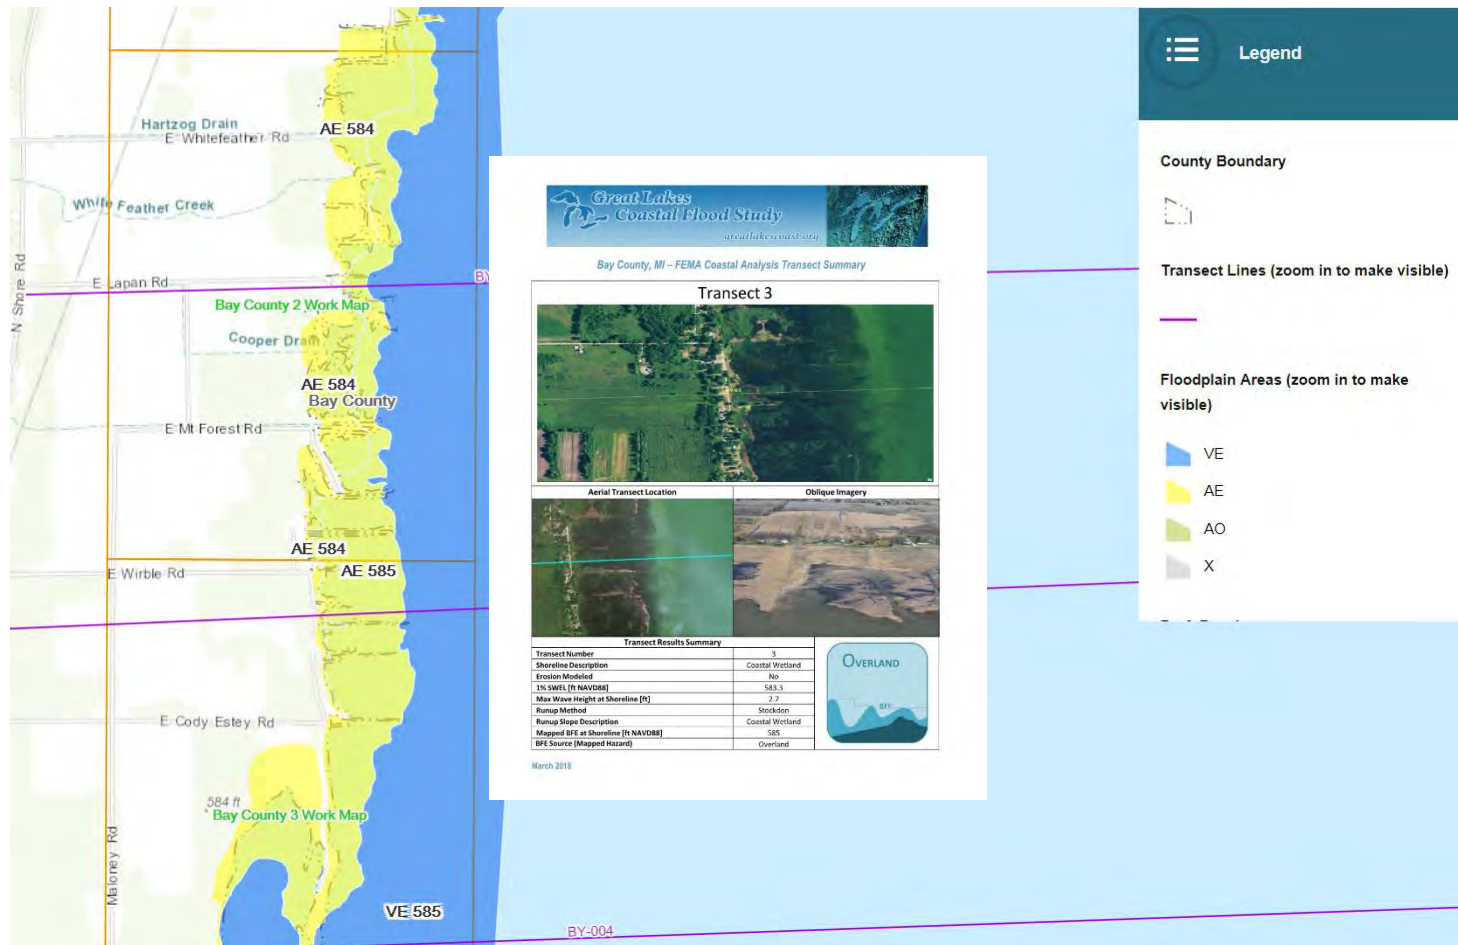 AE 584
Hartzog Drain
E Whitefeather Rd
White Feather Creek
N Shore Rd
E Lapan Rd
BY
Bay County 2 Work Map
Cooper Drain
AE 584
Bay County
E Mt Forest Rd
AE 584
AE 585
E Wirble Rd
E Cody Estey Rd
584 ft
Bay County 3 Work Map
Maloney Rd
VE 585
BY-004
Great Lakes
Coastal Flood Study
greatlakescoast.org
Bay County, MI – FEMA Coastal Analysis Transect Summary
Transect 3
Aerial Transect Location
Oblique Imagery
Transect Results Summary
Transect Number 3
Shoreline Description Coastal Wetland
Erosion Modeled No
1% SWEL [ft NAVD88] 583.3
Max Wave Height at Shoreline [ft] 2.7
Runup Method Stockdon
Runup Slope Description Coastal Wetland
Mapped BFE at Shoreline [ft NAVD88] 585
BFE Source (Mapped Hazard) Overland
OVERLAND
BFE
March 2018
Legend
County Boundary
Transect Lines (zoom in to make visible)
Floodplain Areas (zoom in to make
visible)
VE
AE
AO
X